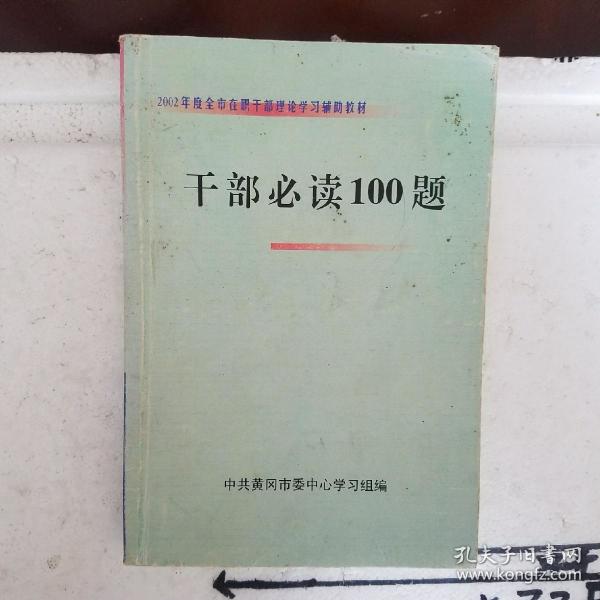 2002年度全市在职干部理论学习辅助教材
干部必读100题
中共黄冈市委中心学习组编
孔夫子旧书网
www.kongfz.com